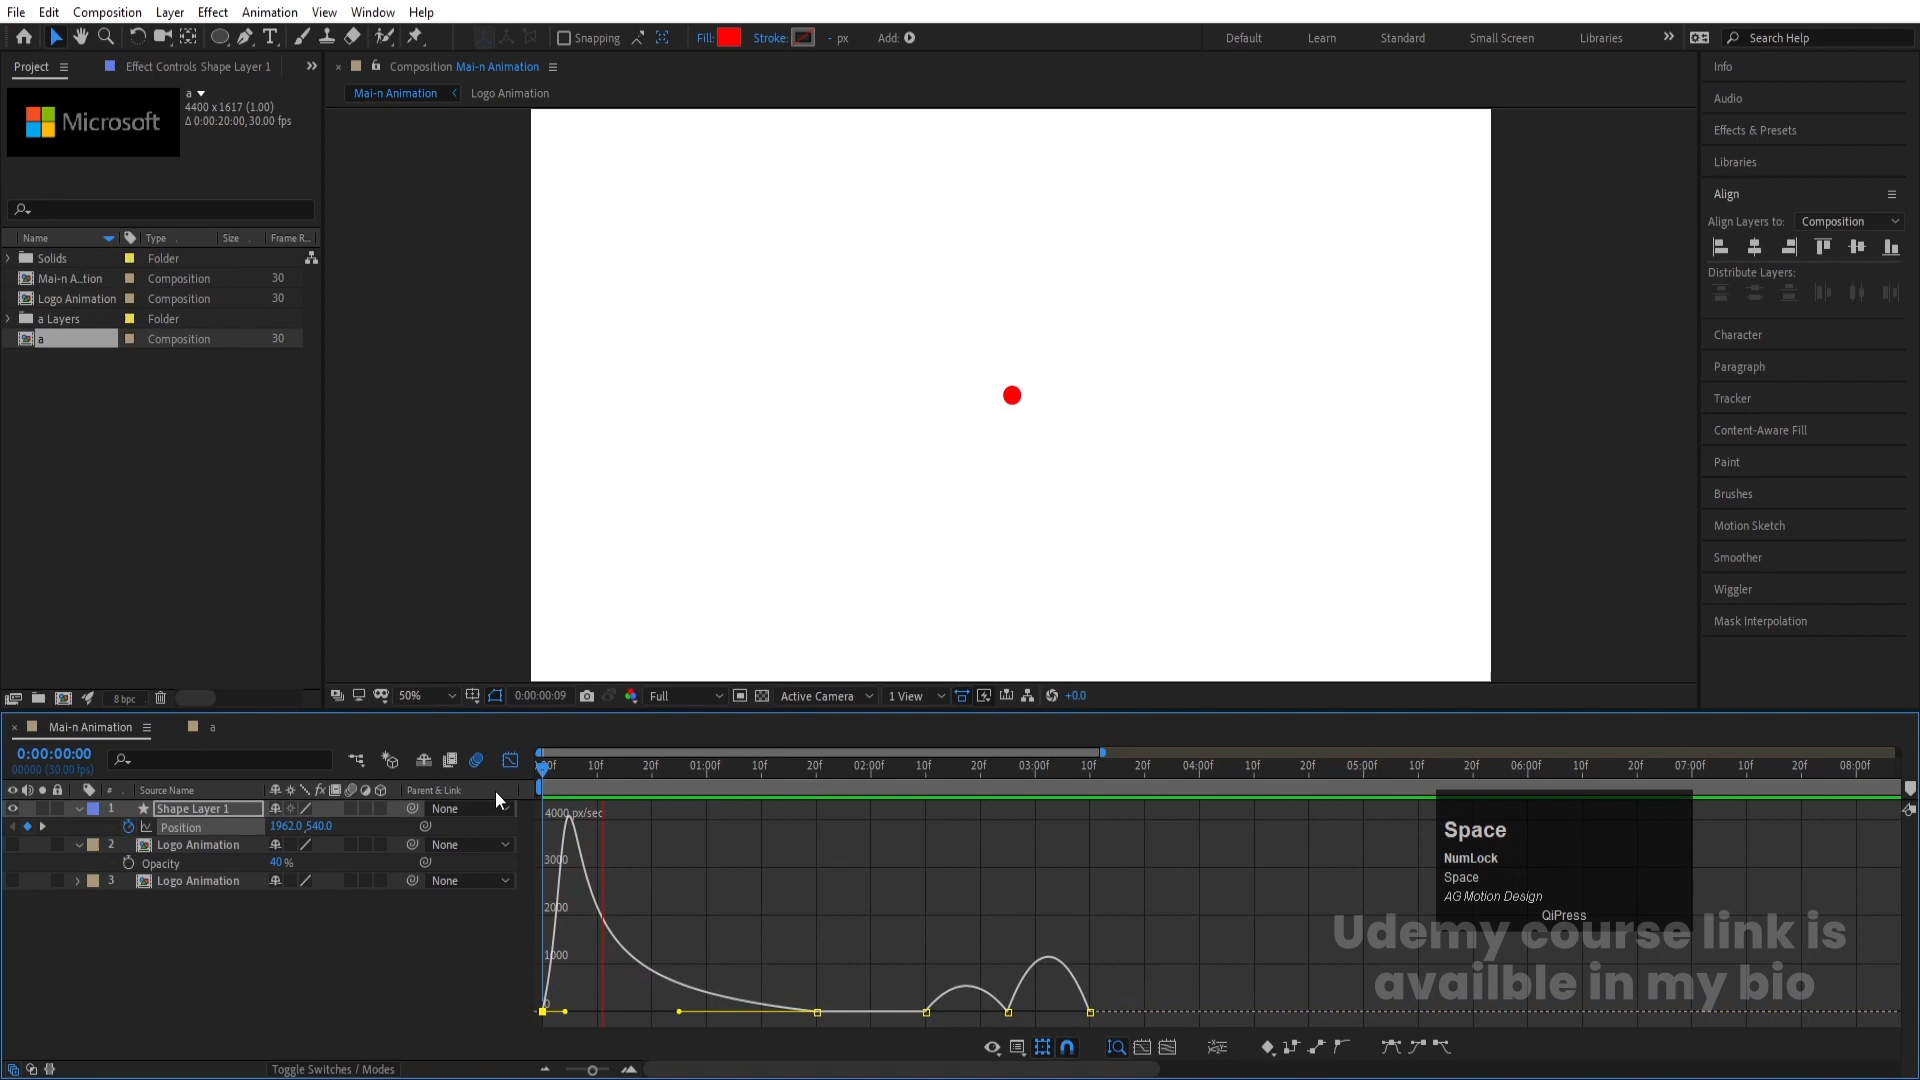 File Edit Composition Layer Effect Animation View Window Help
Snapping Fill: Stroke: - px Add: Default Learn Standard Small Screen Libraries Search Help
Project Effect Controls Shape Layer 1
Composition Mai-n Animation
Info
Mai-n Animation Logo Animation
Audio
Microsoft
a
4400 x 1617 (1.00)
Δ 0:00:20:00, 30.00 fps
Effects & Presets
Libraries
Align
Align Layers to: Composition
Name Type Size Frame R...
Solids Folder
Mai-n A...tion Composition 30
Logo Animation Composition 30
a Layers Folder
a Composition 30
Distribute Layers:
Character
Paragraph
Tracker
Content-Aware Fill
Paint
Brushes
Motion Sketch
Smoother
Wiggler
Mask Interpolation
8 bpc
50% 0:00:00:09 Full Active Camera 1 View +0.0
Mai-n Animation a
0:00:00:00
00000 (30.00 fps)
:00f 10f 20f 01:00f 10f 20f 02:00f 10f 20f 03:00f 10f 20f 04:00f 10f 20f 05:00f 10f 20f 06:00f 10f 20f 07:00f 10f 20f 08:00f
# Source Name fx Parent & Link
1 Shape Layer 1 None
Position 1962.0,540.0
2 Logo Animation None
Opacity 40 %
3 Logo Animation None
4000 px/sec
3000
2000
1000
0
Space
NumLock
Space
AG Motion Design
QiPress
Udemy course link is
availble in my bio
Toggle Switches / Modes